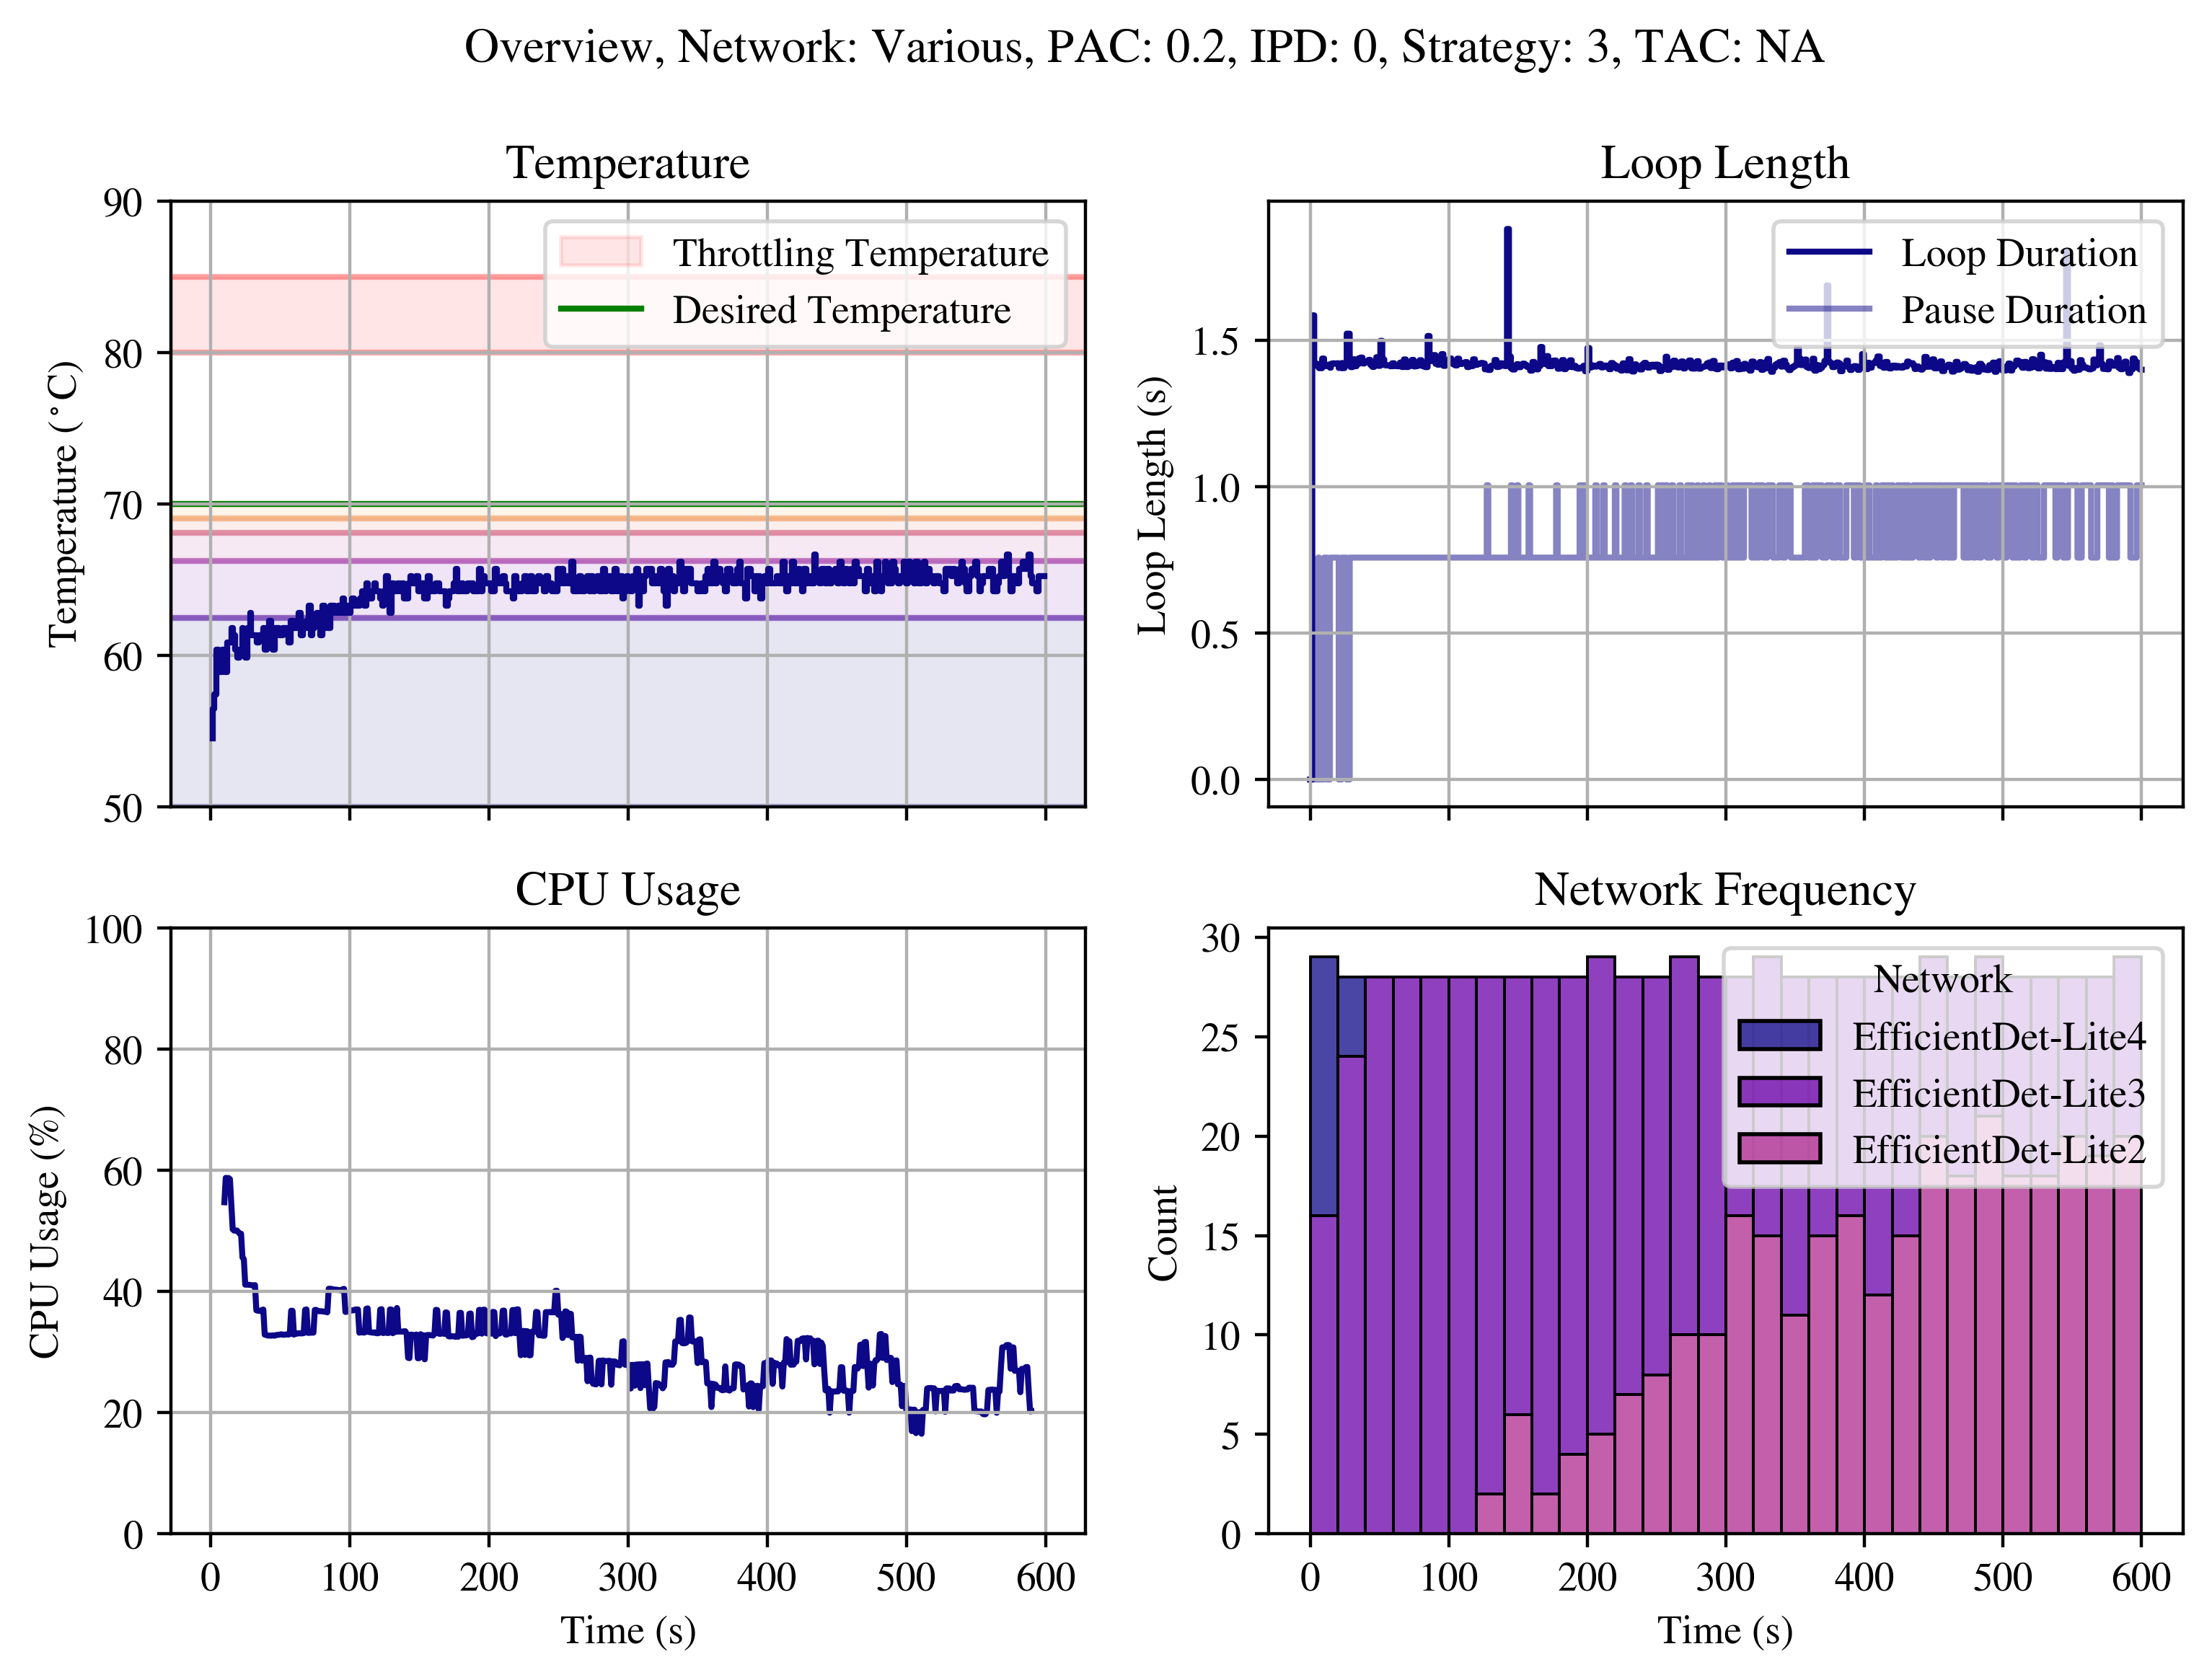 Overview, Network: Various, PAC: 0.2, IPD: 0, Strategy: 3, TAC: NA
Temperature
90
80
70
60
50
Temperature (°C)
Throttling Temperature
Desired Temperature
Loop Length
1.5
1.0
0.5
0.0
Loop Length (s)
Loop Duration
Pause Duration
CPU Usage
100
80
60
40
20
0
CPU Usage (%)
0 100 200 300 400 500 600
Time (s)
Network Frequency
30
25
20
15
10
5
0
Count
Network
EfficientDet-Lite4
EfficientDet-Lite3
EfficientDet-Lite2
0 100 200 300 400 500 600
Time (s)